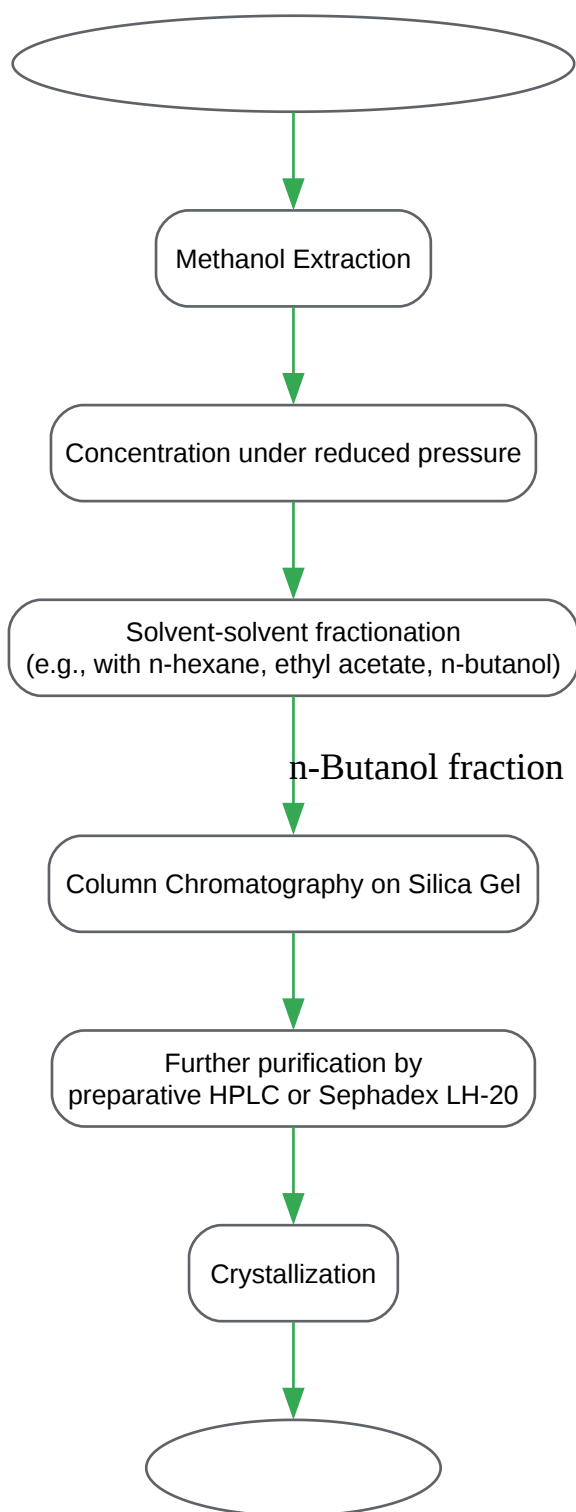 Methanol Extraction
Concentration under reduced pressure
Solvent-solvent fractionation
(e.g., with n-hexane, ethyl acetate, n-butanol)
n-Butanol fraction
Column Chromatography on Silica Gel
Further purification by
preparative HPLC or Sephadex LH-20
Crystallization